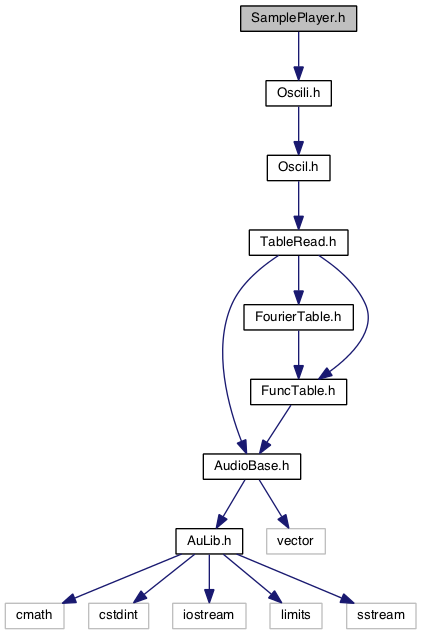 SamplePlayer.h
Oscili.h
Oscil.h
TableRead.h
FourierTable.h
FuncTable.h
AudioBase.h
AuLib.h
vector
cmath
cstdint
iostream
limits
sstream